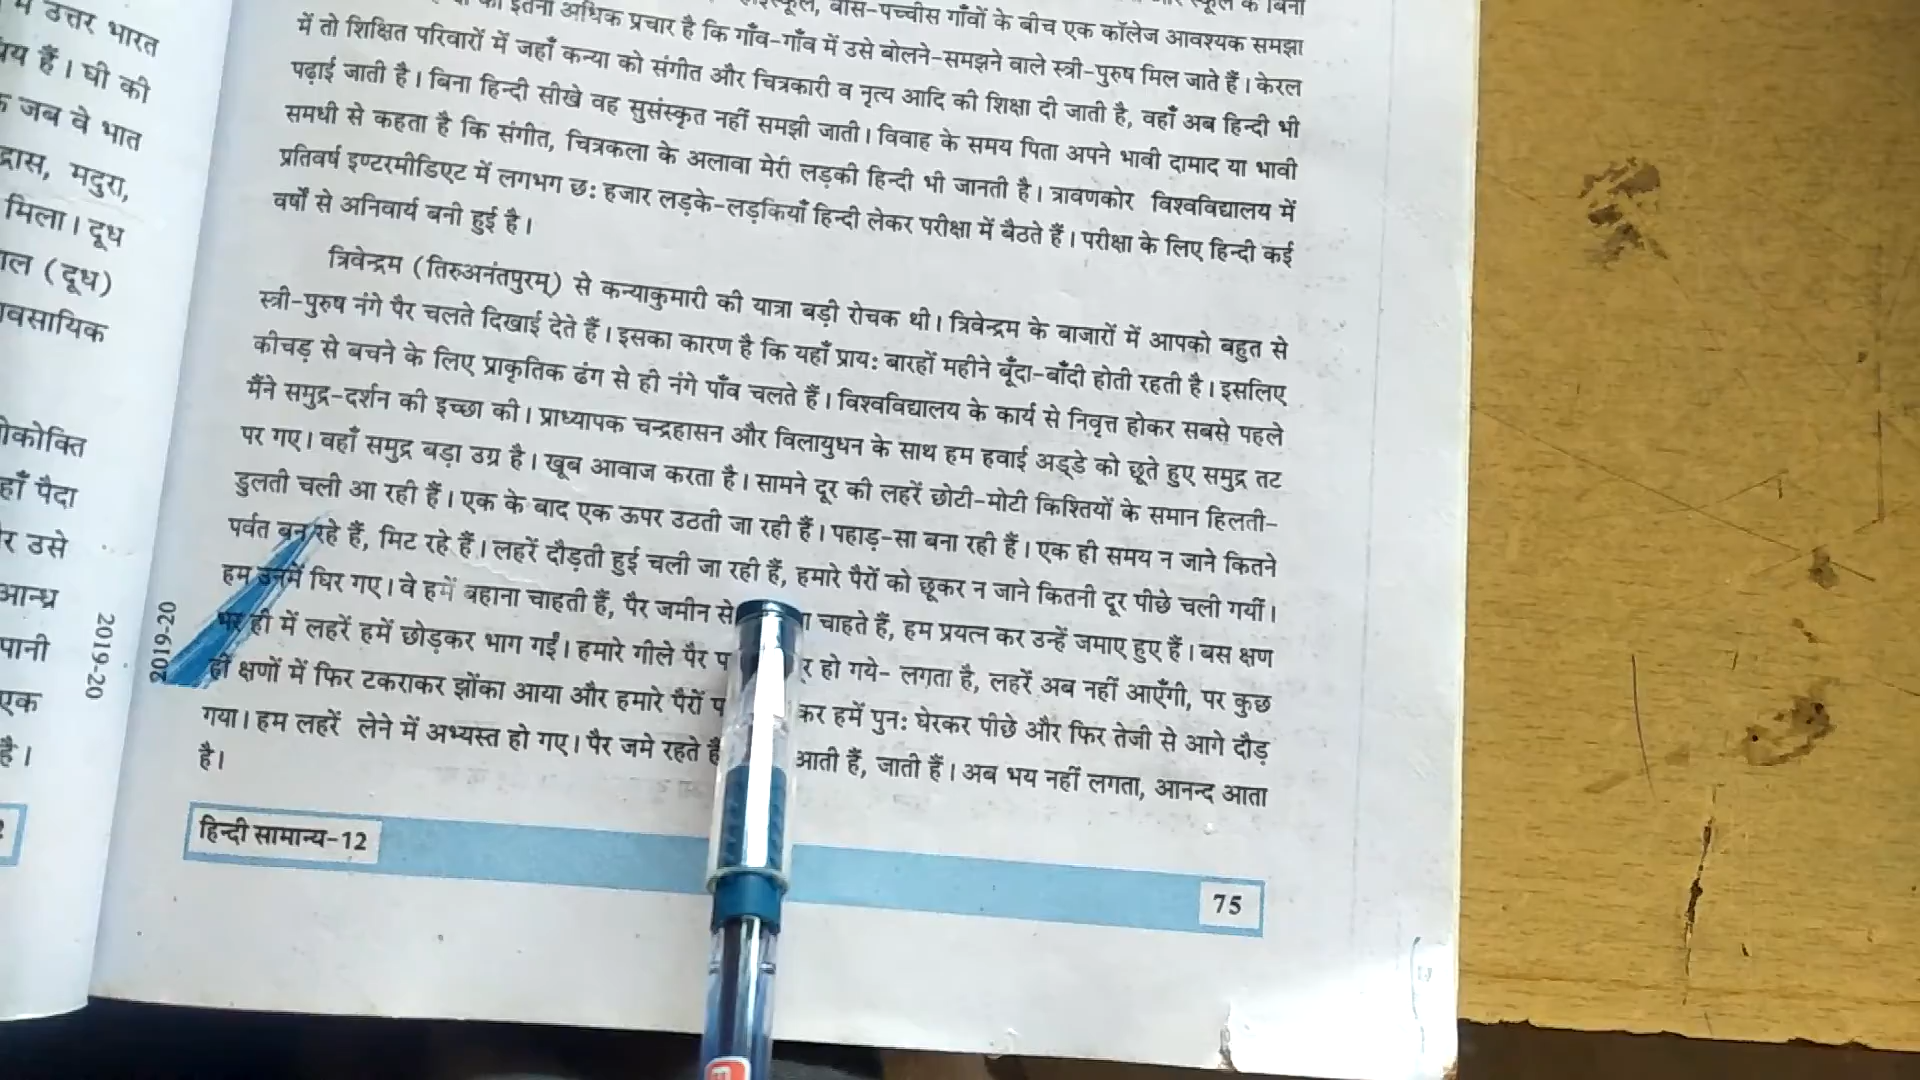 में उत्तर भारत
हैं। घी की
जब वे भात
मदुरा,
मिला। दूध
(दूध)
हाँ पैदा
उसे
पानी
एक
है।
2019-20
2019-20
इतना अधिक प्रचार है कि गाँव-गाँव में उसे बोलने-समझने वाले स्त्री-पुरुष मिल जाते हैं। केरल
बीस-पच्चीस गाँवों के बीच एक कॉलेज आवश्यक समझा
में तो शिक्षित परिवारों में जहाँ कन्या को संगीत और चित्रकारी व नृत्य आदि की शिक्षा दी जाती है, वहाँ अब हिन्दी भी
पढ़ाई जाती है। बिना हिन्दी सीखे वह सुसंस्कृत नहीं समझी जाती। विवाह के समय पिता अपने भावी दामाद या भावी
समधी से कहता है कि संगीत, चित्रकला के अलावा मेरी लड़की हिन्दी भी जानती है। त्रावणकोर विश्वविद्यालय में
प्रतिवर्ष इण्टरमीडिएट में लगभग छः हजार लड़के-लड़कियाँ हिन्दी लेकर परीक्षा में बैठते हैं। परीक्षा के लिए हिन्दी कई
वर्षों से अनिवार्य बनी हुई है।
त्रिवेन्द्रम (तिरुअनंतपुरम्) से कन्याकुमारी की यात्रा बड़ी रोचक थी। त्रिवेन्द्रम के बाजारों में आपको बहुत से
स्त्री-पुरुष नंगे पैर चलते दिखाई देते हैं। इसका कारण है कि यहाँ प्रायः बारहों महीने बूँदा-बाँदी होती रहती है। इसलिए
कीचड़ से बचने के लिए प्राकृतिक ढंग से ही नंगे पाँव चलते हैं। विश्वविद्यालय के कार्य से निवृत्त होकर सबसे पहले
मैंने समुद्र-दर्शन की इच्छा की। प्राध्यापक चन्द्रहासन और विलायुधन के साथ हम हवाई अड्डे को छूते हुए समुद्र तट
पर गए। वहाँ समुद्र बड़ा उग्र है। खूब आवाज करता है। सामने दूर की लहरें छोटी-मोटी किश्तियों के समान हिलती-
डुलती चली आ रही हैं। एक के बाद एक ऊपर उठती जा रही हैं। पहाड़-सा बना रही हैं। एक ही समय न जाने कितने
पर्वत बन रहे हैं, मिट रहे हैं। लहरें दौड़ती हुई चली जा रही हैं, हमारे पैरों को छूकर न जाने कितनी दूर पीछे चली गयीं।
हम उनमें घिर गए। वे हमें बहाना चाहती हैं, पैर जमीन से चाहते हैं, हम प्रयत्न कर उन्हें जमाए हुए हैं। बस क्षण
भर ही में लहरें हमें छोड़कर भाग गईं। हमारे गीले पैर हो गये- लगता है, लहरें अब नहीं आएँगी, पर कुछ
ही क्षणों में फिर टकराकर झोंका आया और हमारे पैरों कर हमें पुनः घेरकर पीछे और फिर तेजी से आगे दौड़
गया। हम लहरें लेने में अभ्यस्त हो गए। पैर जमे रहते आती हैं, जाती हैं। अब भय नहीं लगता, आनन्द आता
है।
हिन्दी सामान्य-12
75